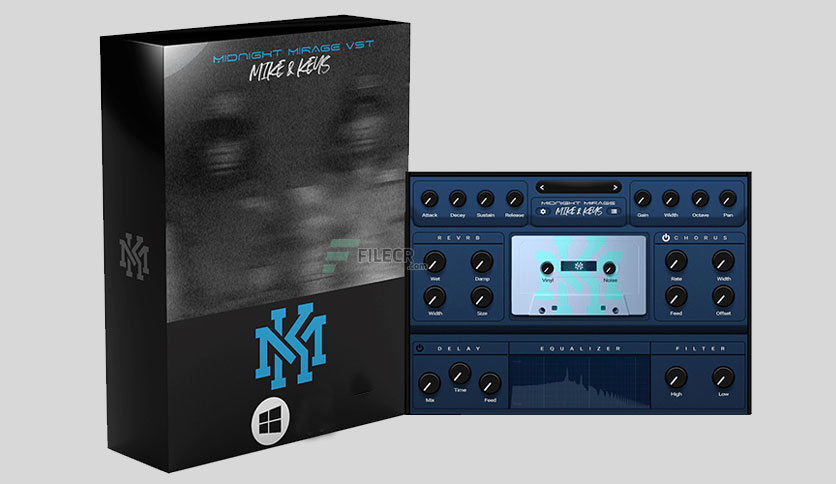 MIDNIGHT MIRAGE VST
MIKE & KEYS
FILECR
.com
MIDNIGHT MIRAGE
MIKE & KEYS
Attack
Decay
Sustain
Release
Gain
Width
Octave
Pan
REVRB
Wet
Damp
Width
Size
Vinyl
Noise
CHORUS
Rate
Width
Feed
Offset
DELAY
Mix
Time
Feed
EQUALIZER
FILTER
High
Low